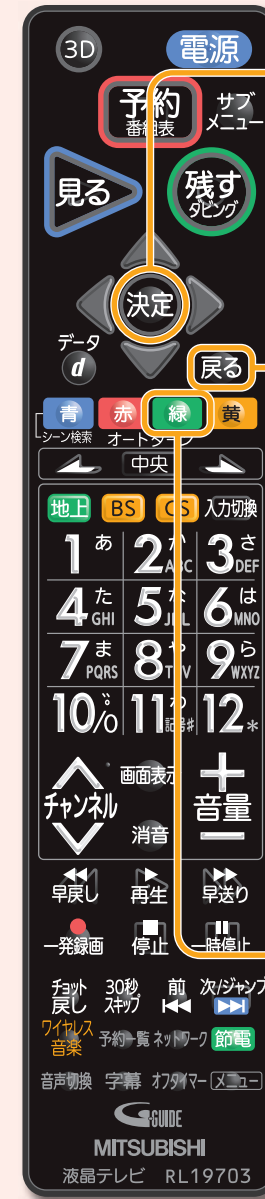 3D 電源
予約
番組表
サブ
メニュー
見る
残す
ダビング
決定
データ
d
戻る
青 赤 緑 黄
シーン検索 オートターン
中央
地上 BS CS 入力切換
1 あ 2 か ABC 3 さ DEF
4 た GHI 5 な JKL 6 は MNO
7 ま PQRS 8 や TUV 9 ら WXYZ
10/0 11 わ 記号# 12 *
チャンネル 画面表示 + 音量 −
消音
早戻し 再生 早送り
一発録画 停止 一時停止
チョット
戻し
30秒
スキップ
前 次/ジャンプ
ワイヤレス
音楽
予約一覧 ネットワーク 節電
音声切換 字幕 オフタイマー メニュー
G-GUIDE
MITSUBISHI
液晶テレビ RL19703